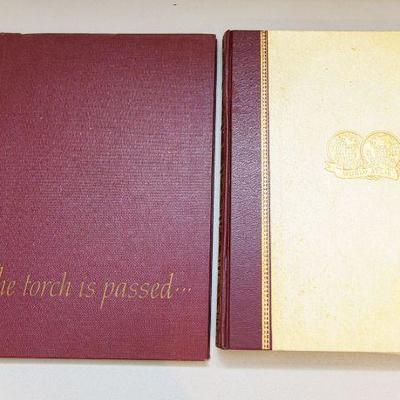 he torch is passed...